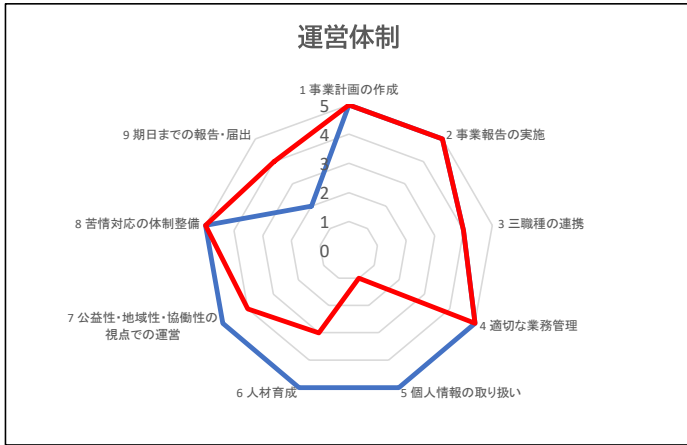 運営体制
1 事業計画の作成
2 事業報告の実施
3 三職種の連携
4 適切な業務管理
5 個人情報の取り扱い
6 人材育成
7 公益性・地域性・協働性の
視点での運営
8 苦情対応の体制整備
9 期日までの報告・届出
5
4
3
2
1
0